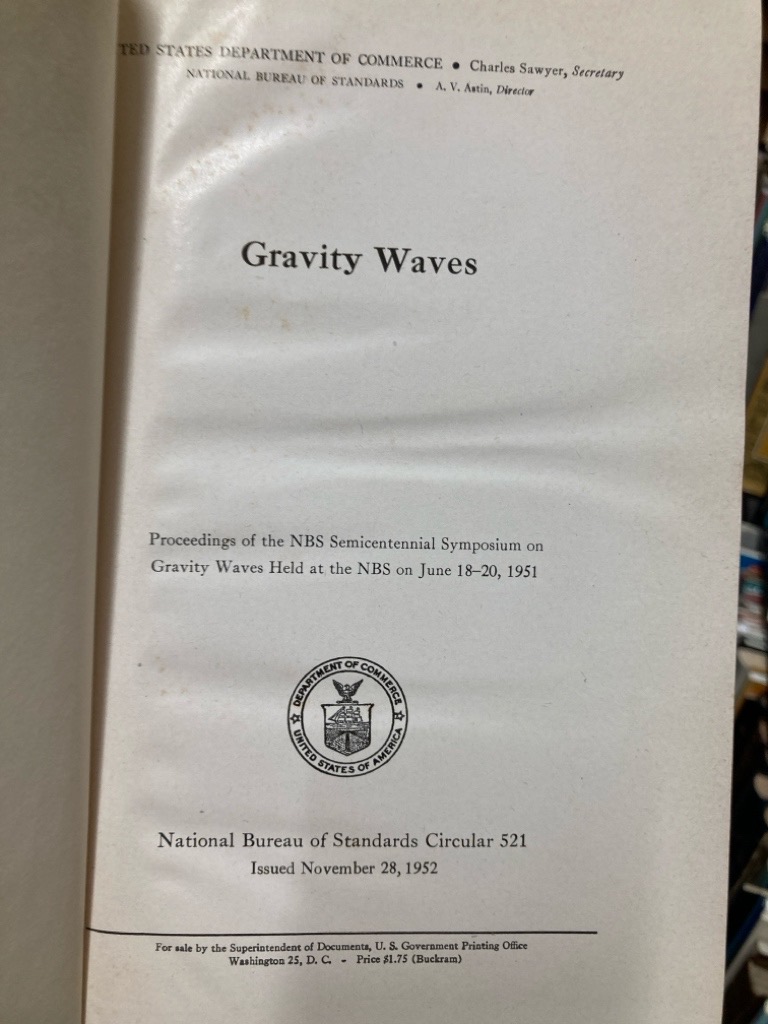 TED STATES DEPARTMENT OF COMMERCE • Charles Sawyer, Secretary
NATIONAL BUREAU OF STANDARDS • A. V. Astin, Director
Gravity Waves
Proceedings of the NBS Semicentennial Symposium on
Gravity Waves Held at the NBS on June 18–20, 1951
DEPARTMENT OF COMMERCE
UNITED STATES OF AMERICA
National Bureau of Standards Circular 521
Issued November 28, 1952
For sale by the Superintendent of Documents, U. S. Government Printing Office
Washington 25, D. C. - Price $1.75 (Buckram)